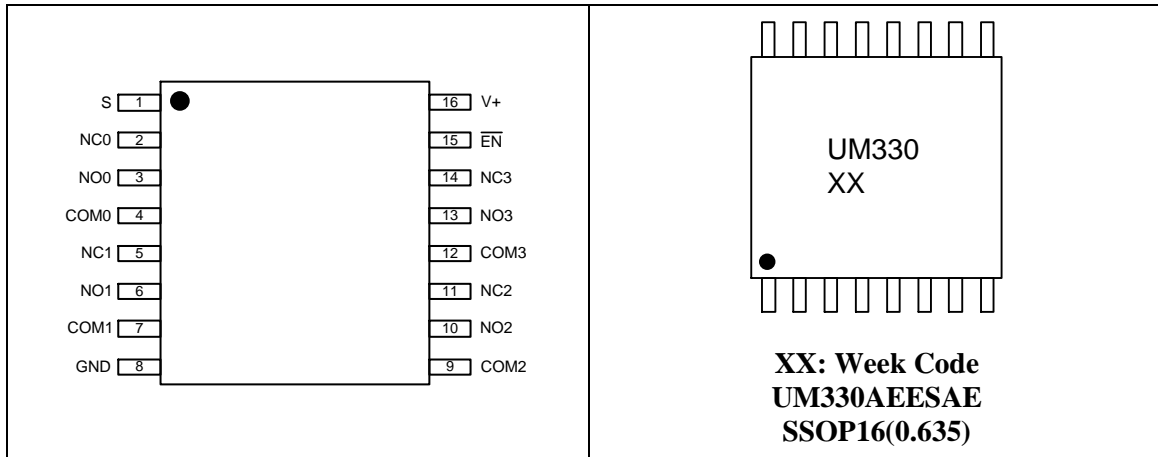 S 1 16 V+
NC0 2 15 E̅N̅
NO0 3 14 NC3
COM0 4 13 NO3
NC1 5 12 COM3
NO1 6 11 NC2
COM1 7 10 NO2
GND 8 9 COM2
UM330
XX
XX: Week Code
UM330AEESAE
SSOP16(0.635)